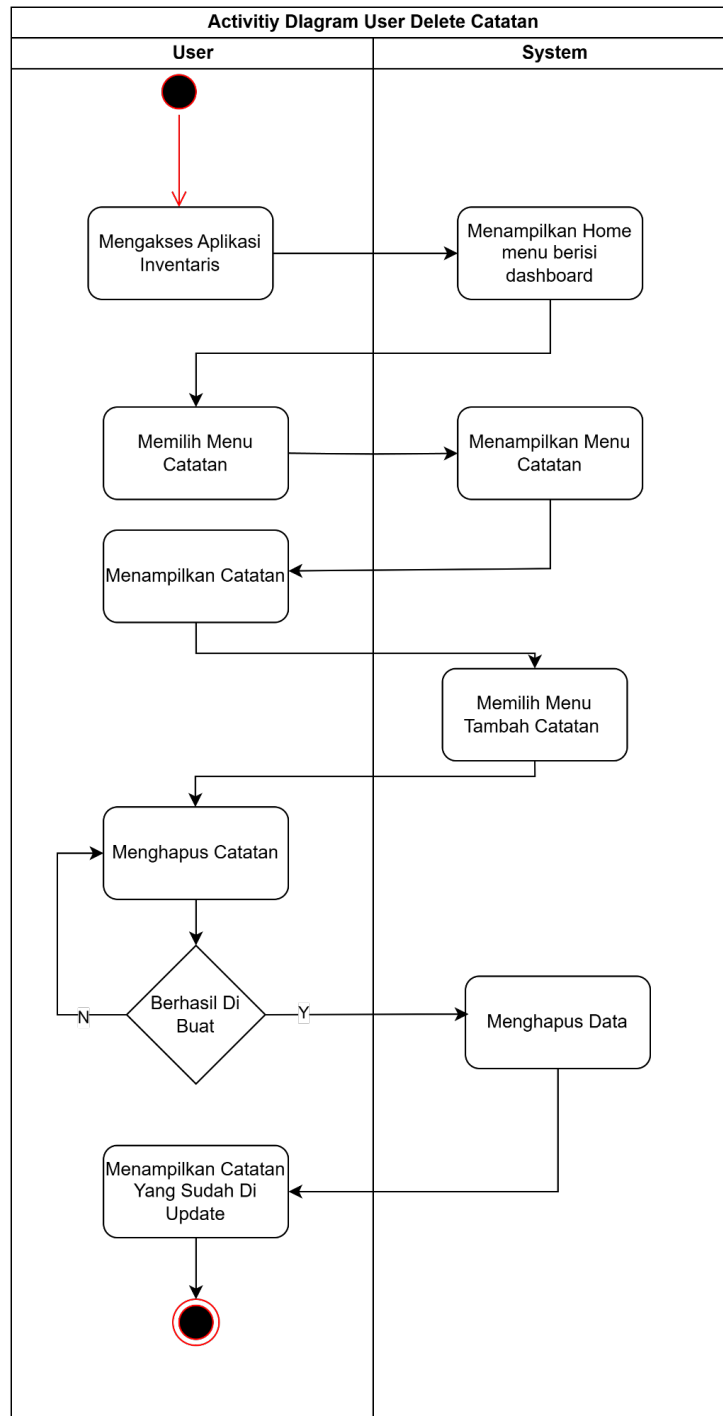 Activitiy DIagram User Delete Catatan
User
System
Mengakses Aplikasi
Inventaris
Menampilkan Home
menu berisi
dashboard
Memilih Menu
Catatan
Menampilkan Menu
Catatan
Menampilkan Catatan
Memilih Menu
Tambah Catatan
Menghapus Catatan
Berhasil Di
Buat
N
Y
Menghapus Data
Menampilkan Catatan
Yang Sudah Di
Update